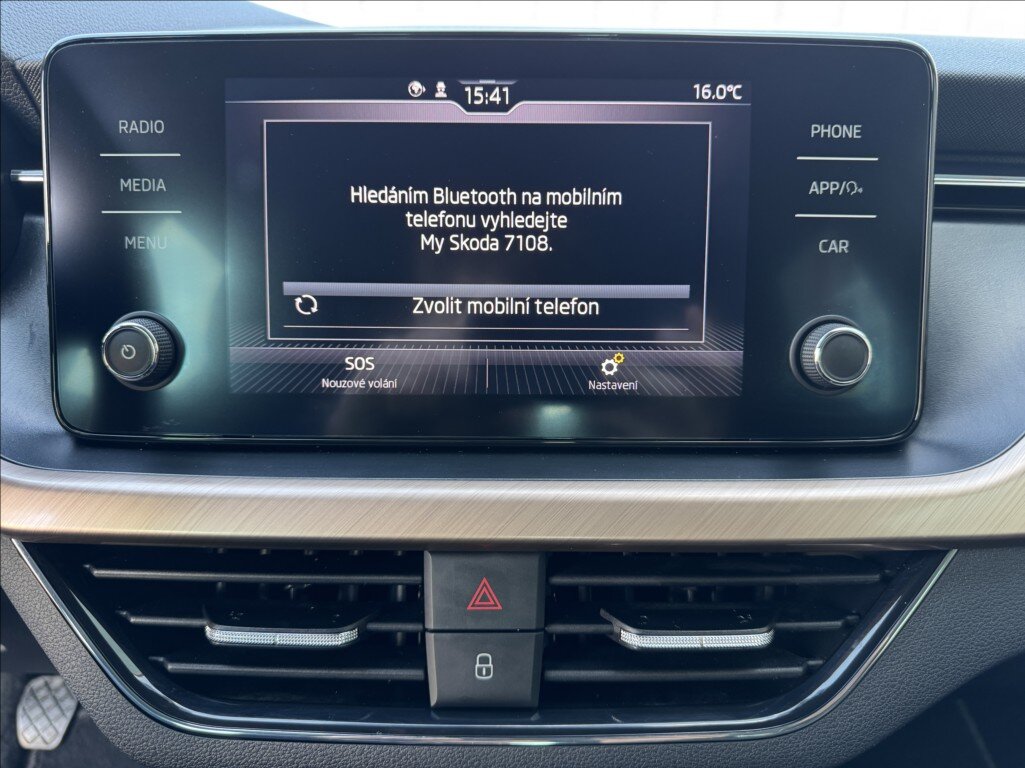 15:41
16.0°C
RADIO
MEDIA
MENU
Hledáním Bluetooth na mobilním
telefonu vyhledejte
My Skoda 7108.
Zvolit mobilní telefon
SOS
Nouzové volání
Nastavení
PHONE
APP/
CAR